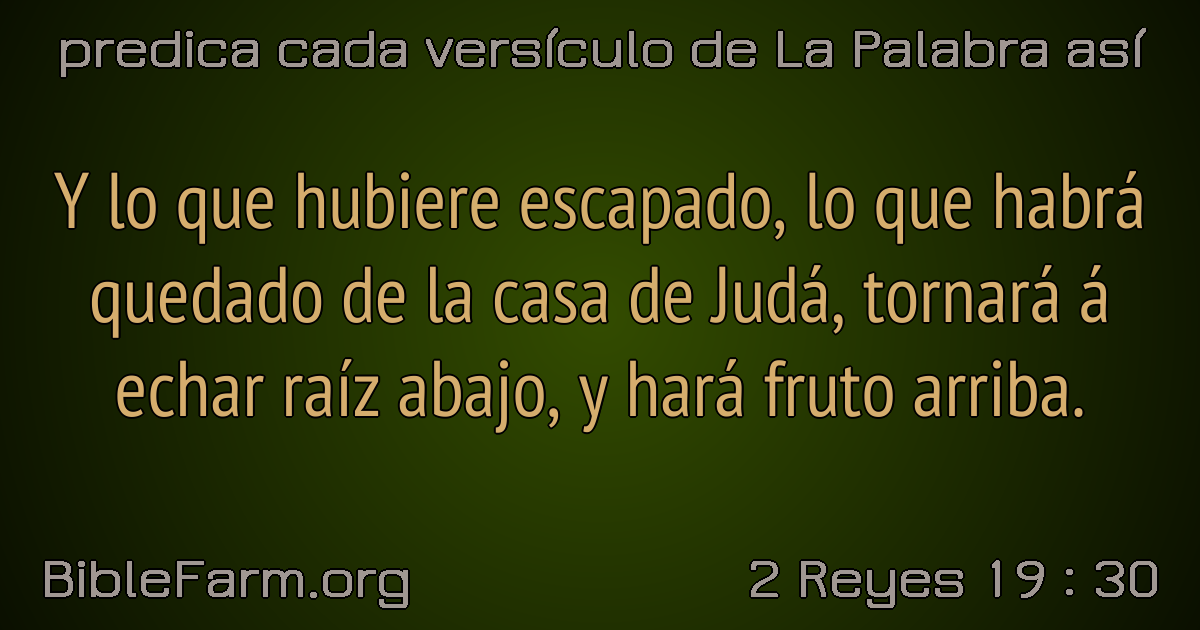 predica cada versículo de La Palabra así
Y lo que hubiere escapado, lo que habrá
quedado de la casa de Judá, tornará á
echar raíz abajo, y hará fruto arriba.
BibleFarm.org
2 Reyes 19 : 30